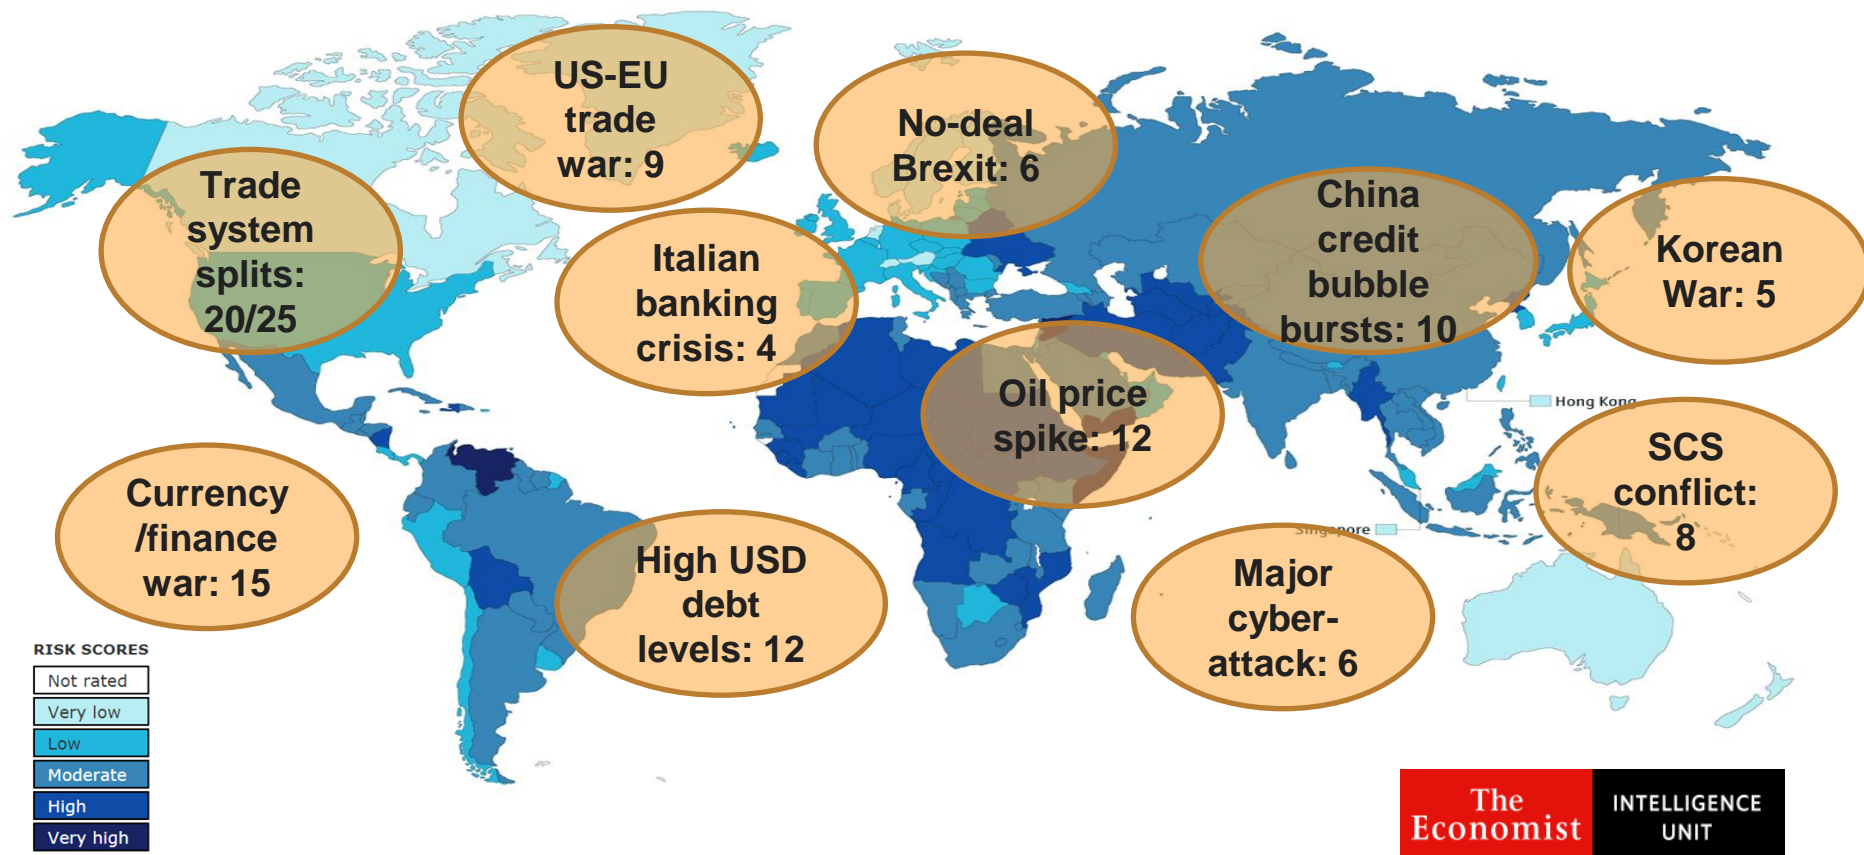 US-EU
trade
war: 9
No-deal
Brexit: 6
Trade
system
splits:
20/25
China
credit
bubble
bursts: 10
Korean
War: 5
Italian
banking
crisis: 4
Oil price
spike: 12
Hong Kong
SCS
conflict:
8
Currency
/finance
war: 15
High USD
debt
levels: 12
Singapore
Major
cyber-
attack: 6
RISK SCORES
Not rated
Very low
Low
Moderate
High
Very high
The
Economist
INTELLIGENCE
UNIT